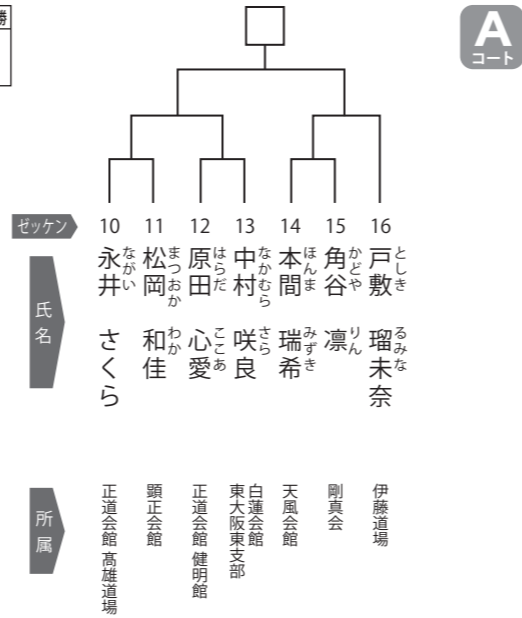 勝
A
コート
ゼッケン
10 11 12 13 14 15 16
氏名
永井 さくら
ながい
松岡 和佳
まつおか わか
原田 心愛
はらだ ここあ
中村 咲良
なかむら さら
本間 瑞希
ほんま みずき
角谷 凛
かどや りん
戸敷 瑠未奈
としき るみな
所属
正道会館 髙雄道場
顕正会館
正道会館 健明館
白蓮会館
東大阪東支部
天風会館
剛真会
伊藤道場